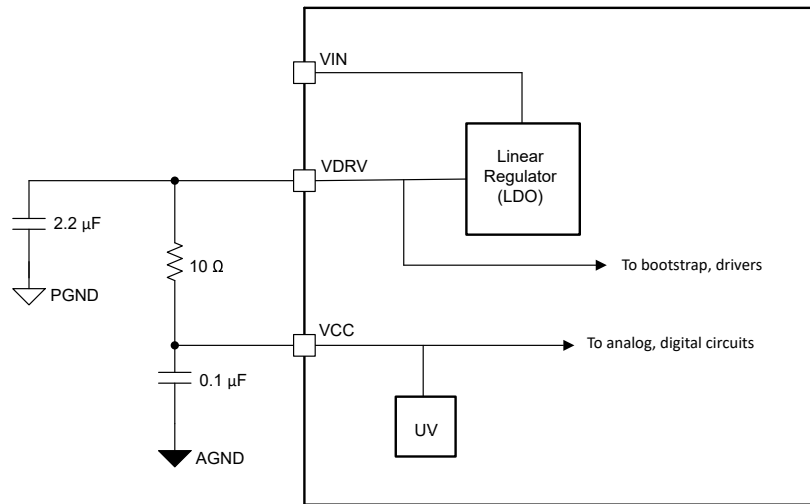 VIN
Linear
Regulator
(LDO)
VDRV
2.2 µF
10 Ω
To bootstrap, drivers
PGND
VCC
To analog, digital circuits
0.1 µF
UV
AGND